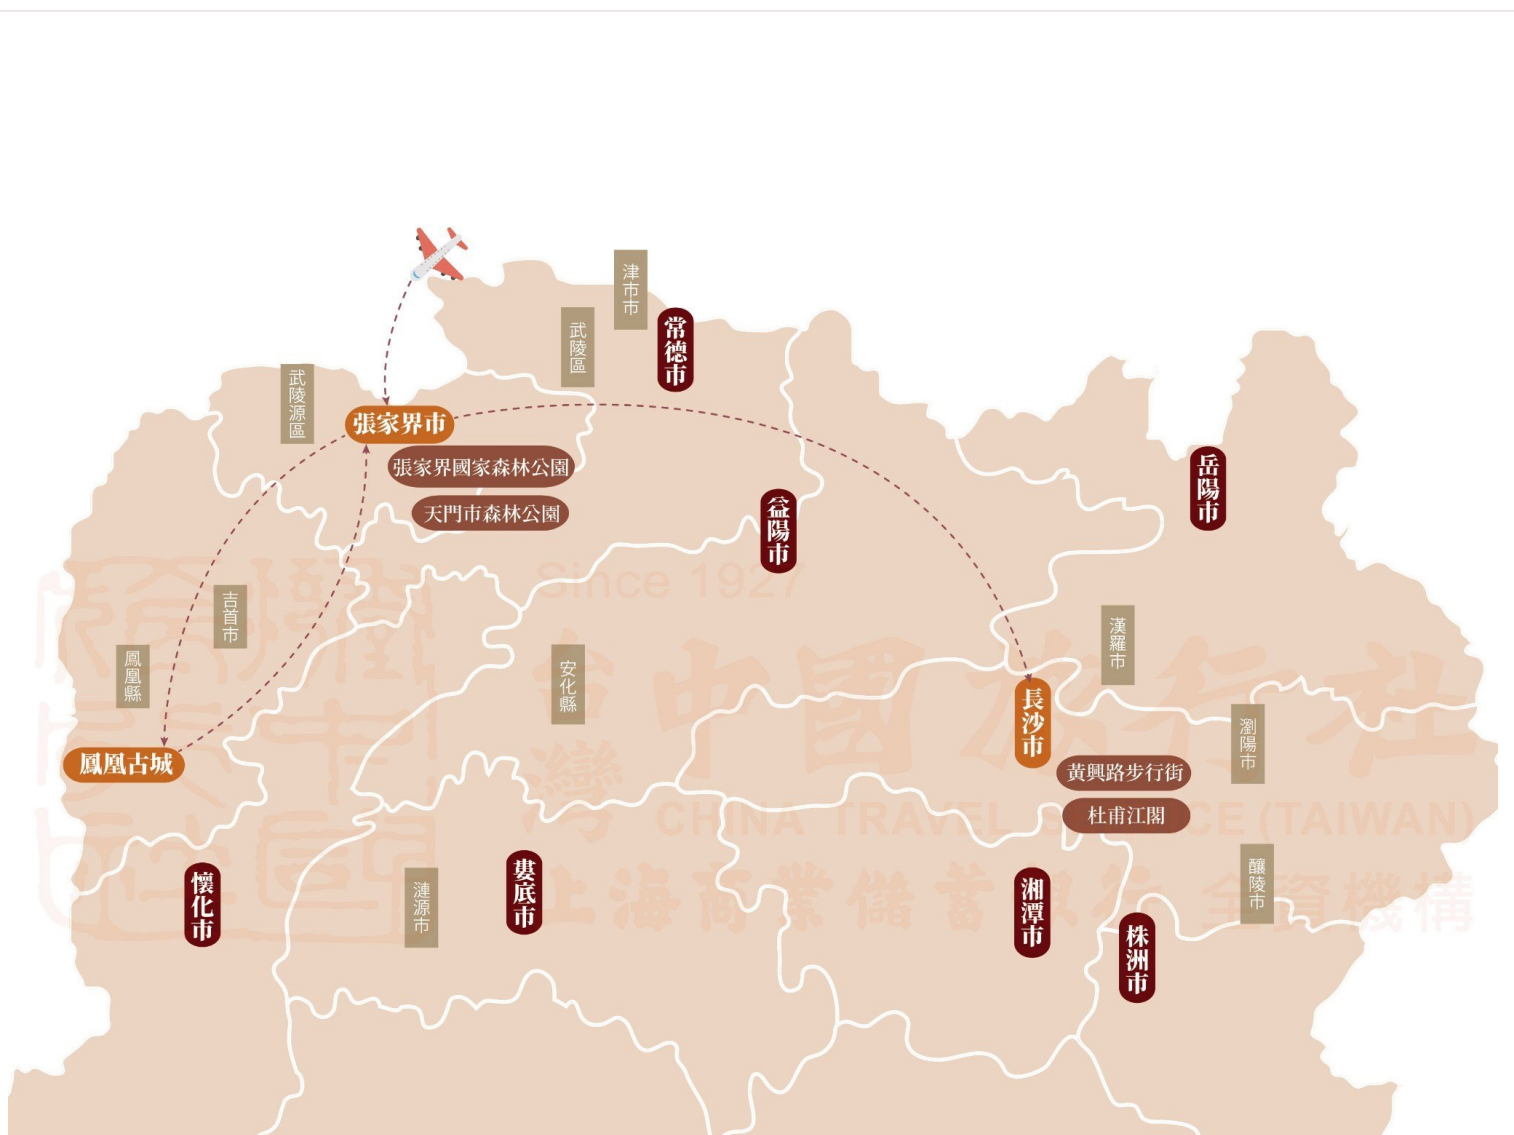 津市市
武陵區
常德市
武陵源區
張家界市
張家界國家森林公園
天門市森林公園
岳陽市
益陽市
Since 1927
吉首市
鳳凰縣
安化縣
漢羅市
台灣
中國旅行社
長沙市
瀏陽市
鳳凰古城
黃興路步行街
CHINA TRAVEL SERVICE (TAIWAN)
杜甫江閣
懷化市
婁底市
漣源市
湘潭市
醴陵市
上海商業儲蓄銀行 全資機構
株洲市